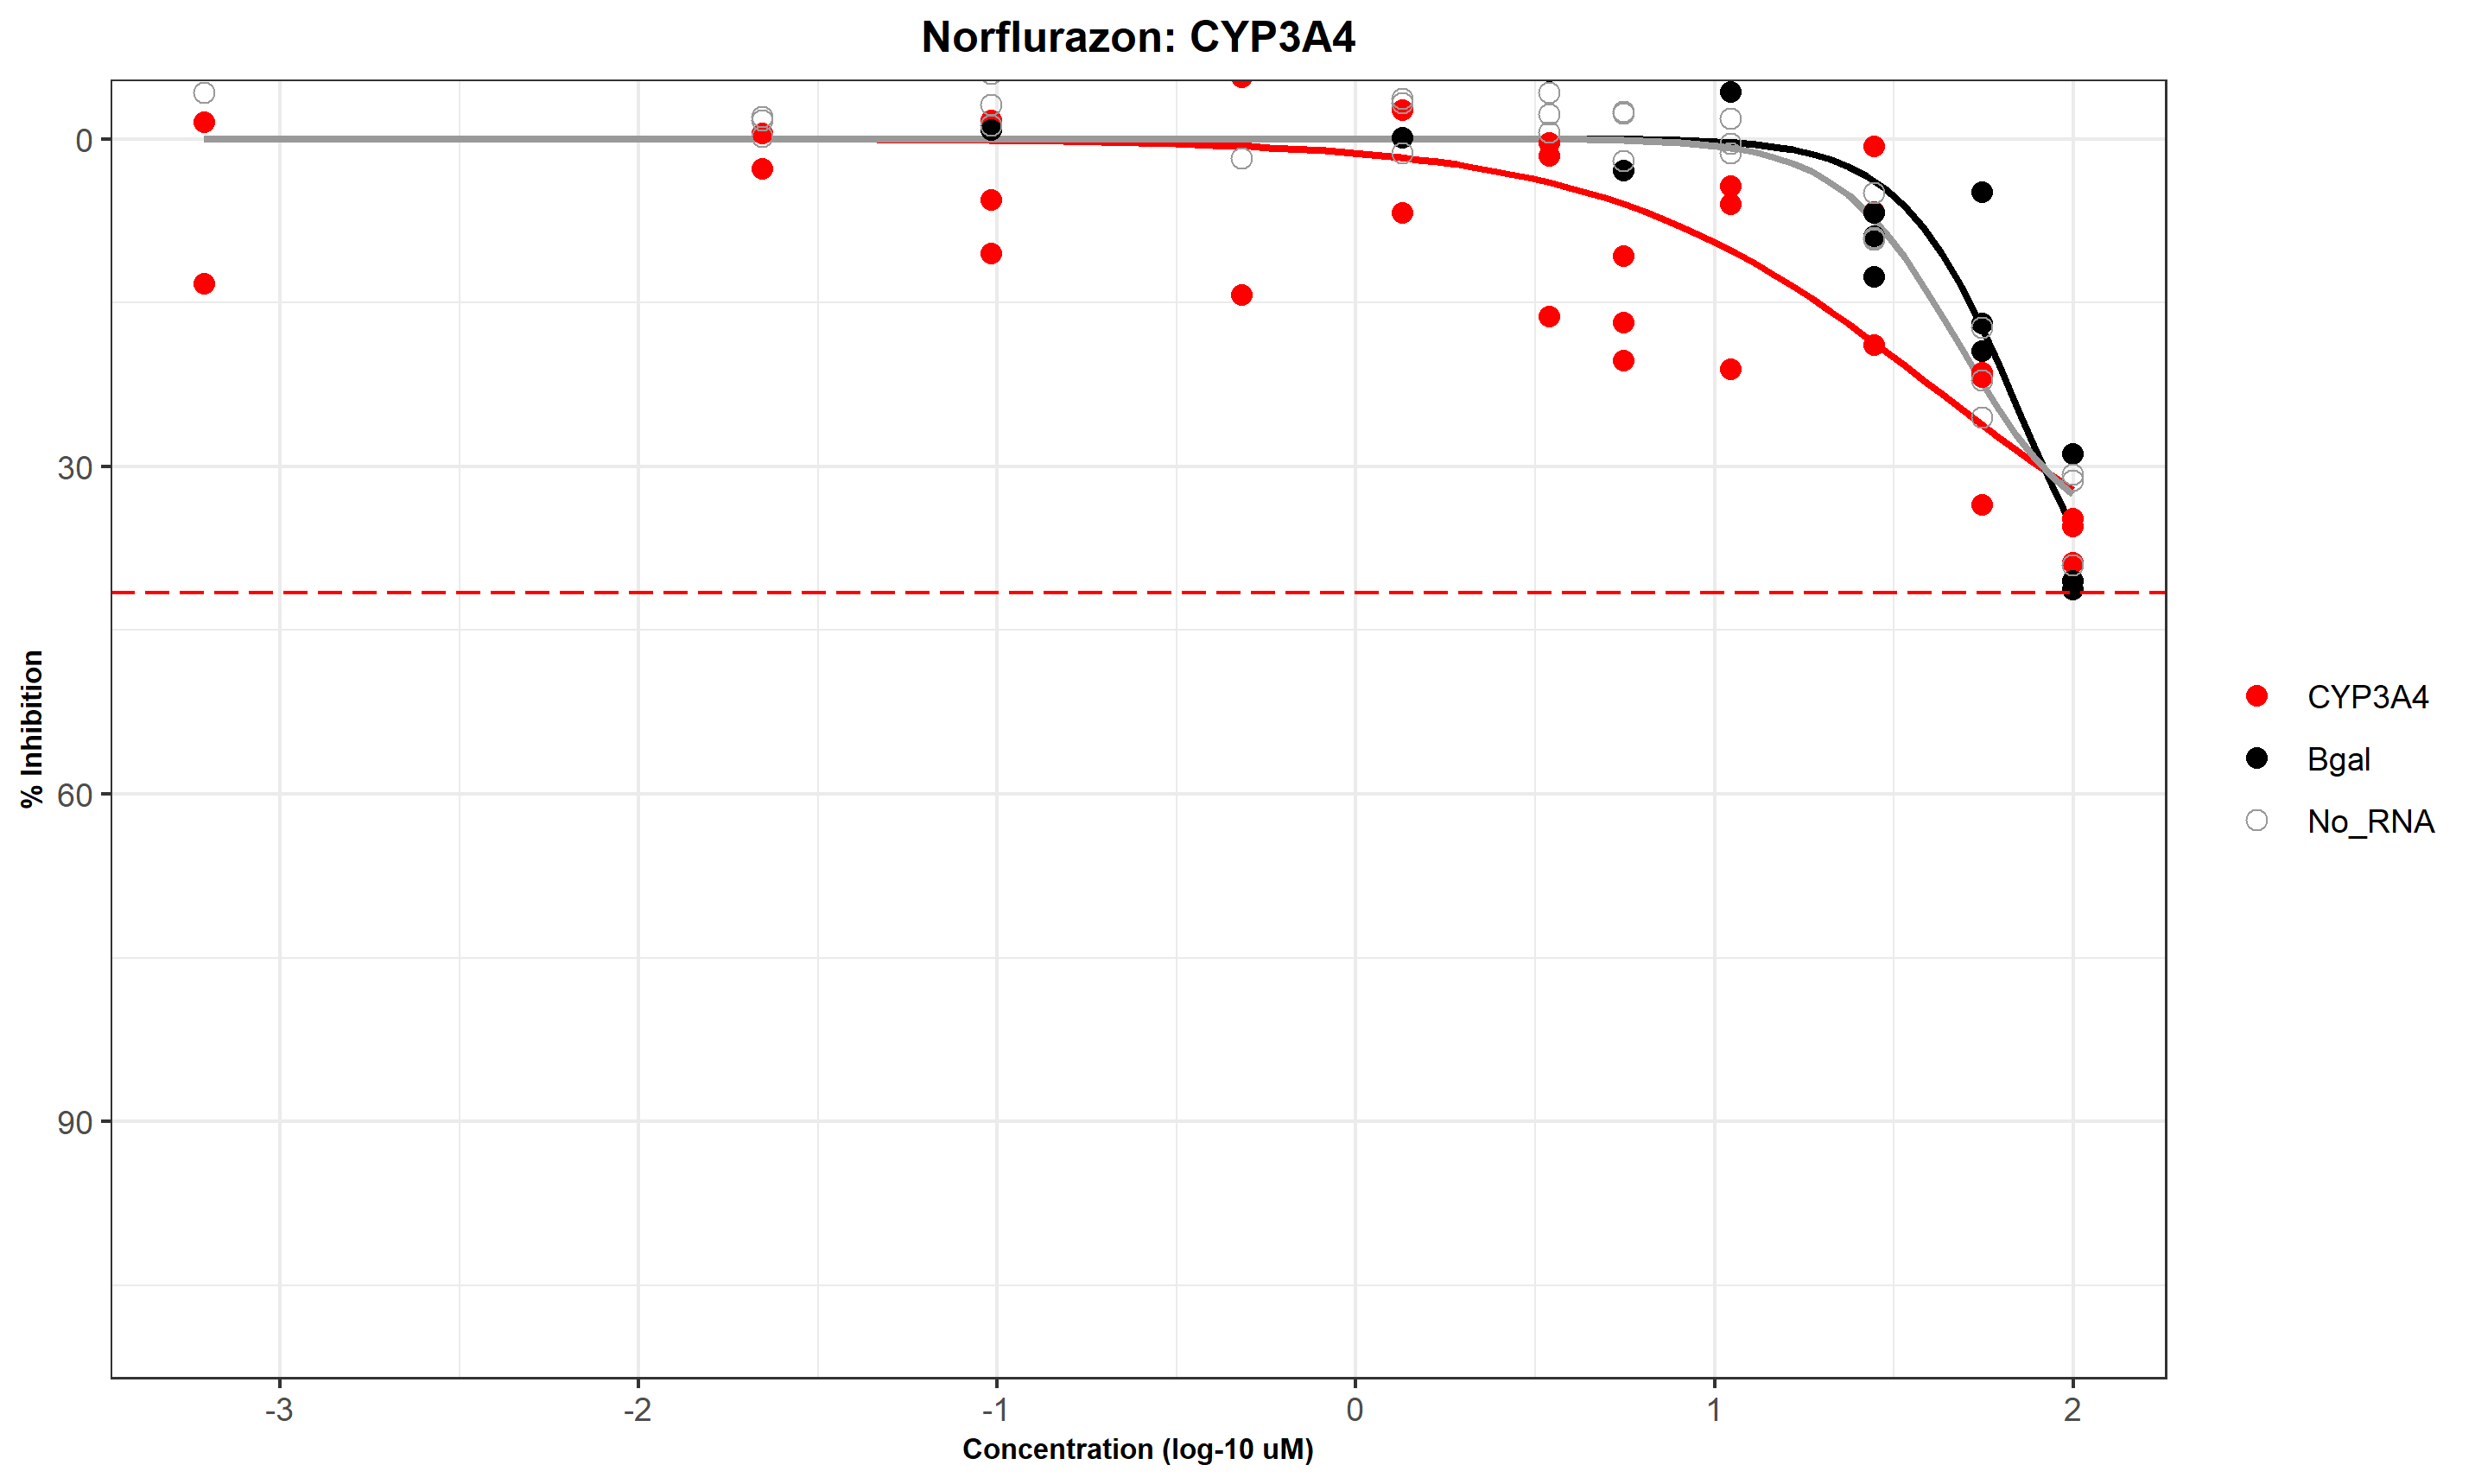 Norflurazon: CYP3A4
% Inhibition
0
30
60
90
-3
-2
-1
0
1
2
Concentration (log-10 uM)
CYP3A4
Bgal
No_RNA